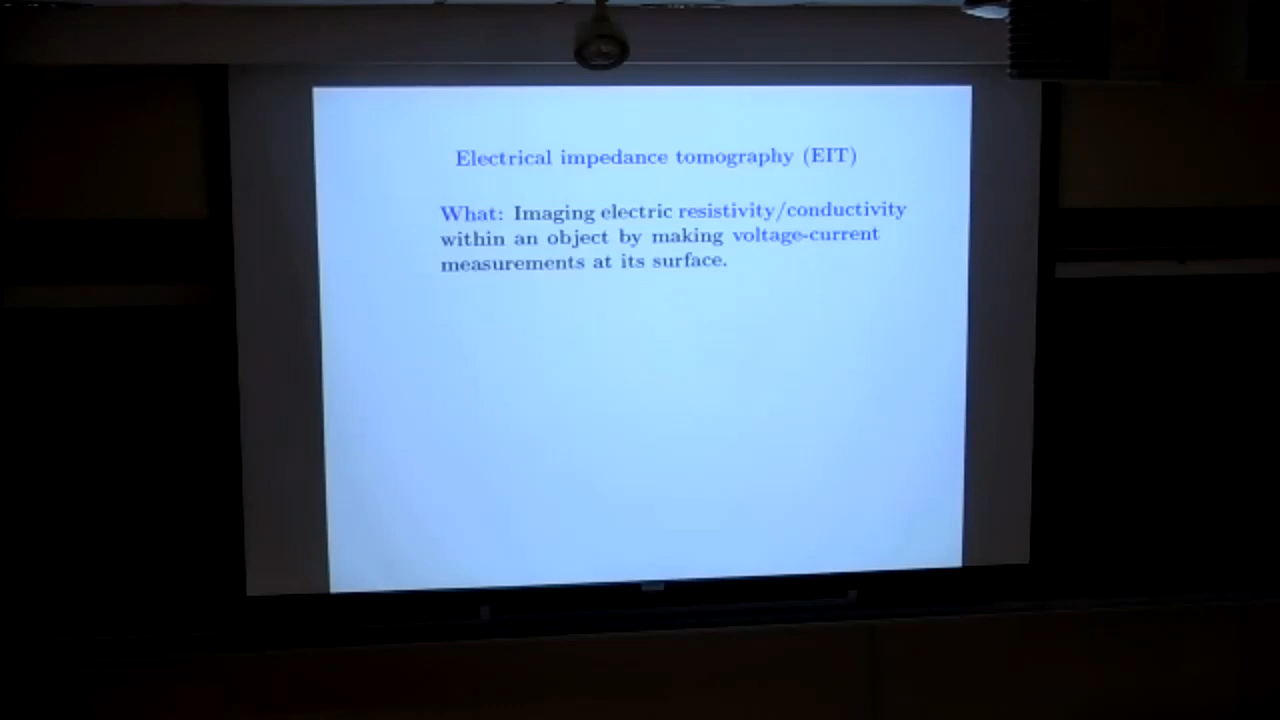 Electrical impedance tomography (EIT)
What: Imaging electric resistivity/conductivity
within an object by making voltage-current
measurements at its surface.